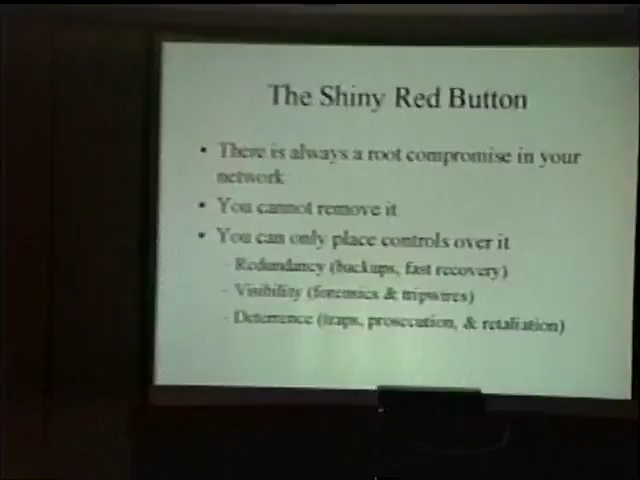 The Shiny Red Button
• There is always a root compromise in your
network
• You cannot remove it
• You can only place controls over it
- Redundancy (backups, fast recovery)
- Visibility (forensics & tripwires)
- Deterrence (traps, prosecution, & retaliation)